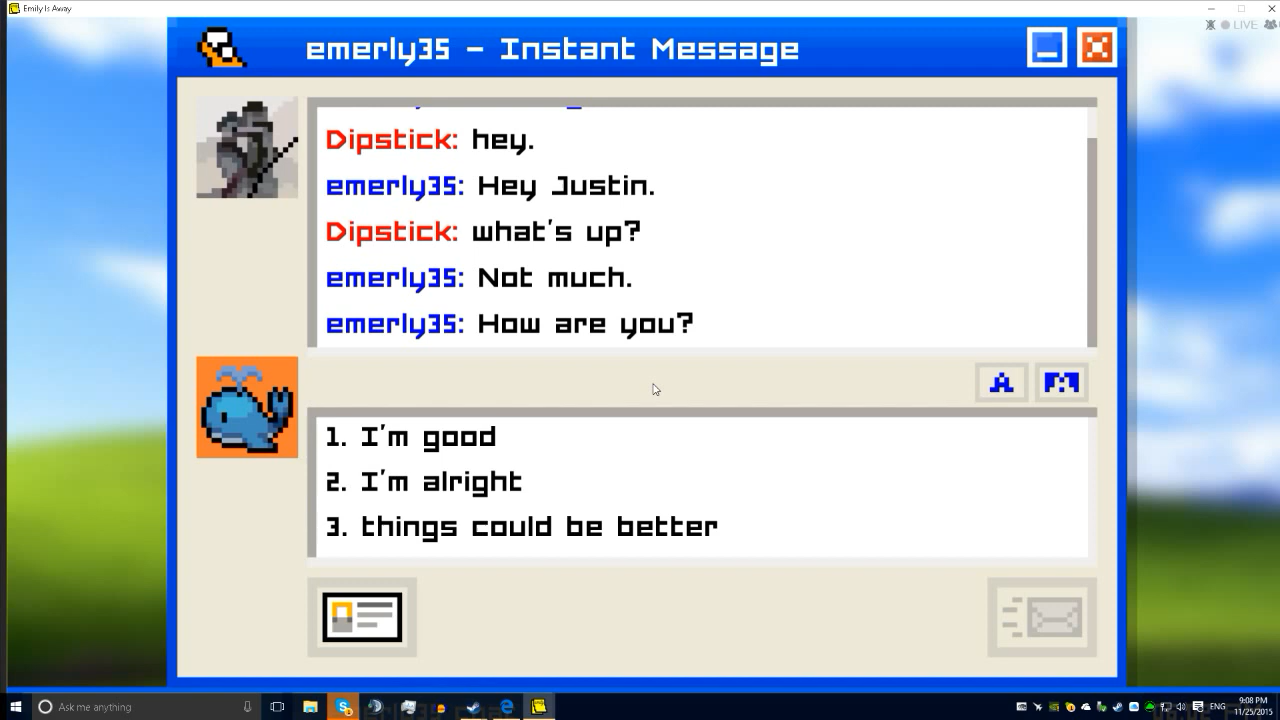 Emily Is Away
LIVE
emerly35 - Instant Message
Dipstick: hey.
emerly35: Hey Justin.
Dipstick: what's up?
emerly35: Not much.
emerly35: How are you?
A
1. I'm good
2. I'm alright
3. things could be better
Ask me anything
ENG
9:08 PM
11/25/2015